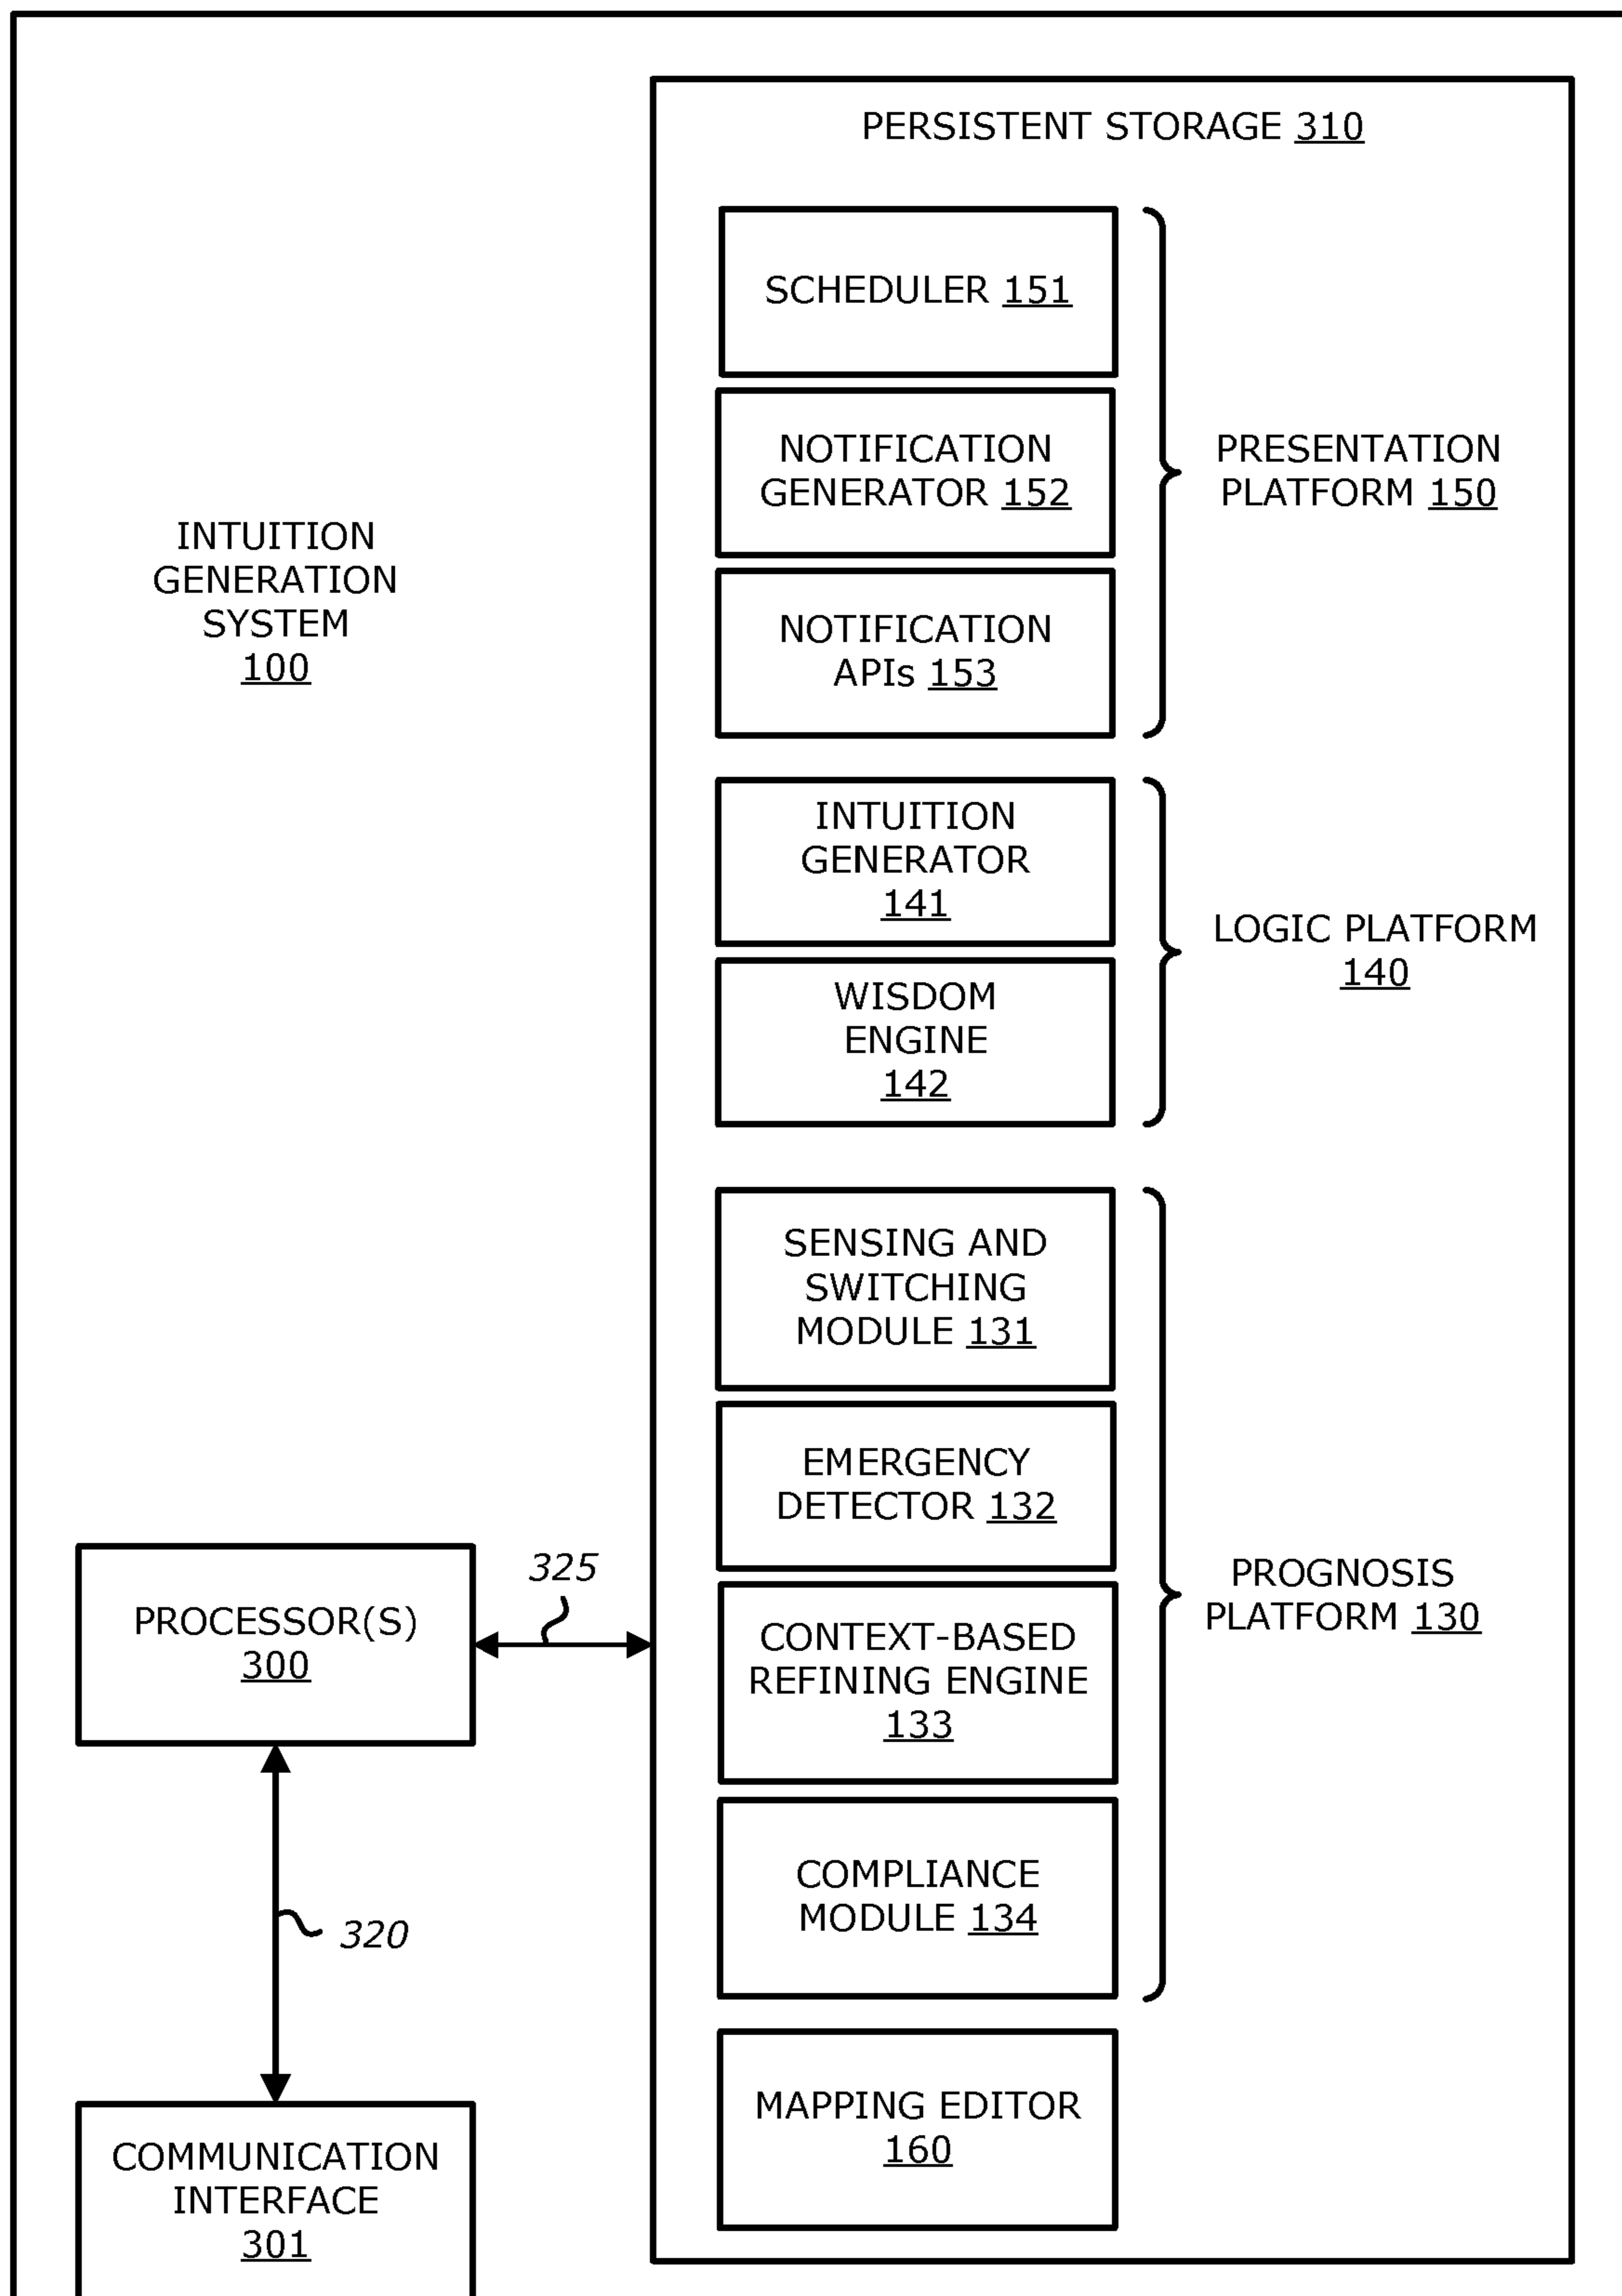 PERSISTENT STORAGE 310
SCHEDULER 151
NOTIFICATION
GENERATOR 152
NOTIFICATION
APIs 153
PRESENTATION
PLATFORM 150
INTUITION
GENERATION
SYSTEM
100
INTUITION
GENERATOR
141
WISDOM
ENGINE
142
LOGIC PLATFORM
140
SENSING AND
SWITCHING
MODULE 131
EMERGENCY
DETECTOR 132
CONTEXT-BASED
REFINING ENGINE
133
COMPLIANCE
MODULE 134
PROGNOSIS
PLATFORM 130
325
PROCESSOR(S)
300
320
MAPPING EDITOR
160
COMMUNICATION
INTERFACE
301